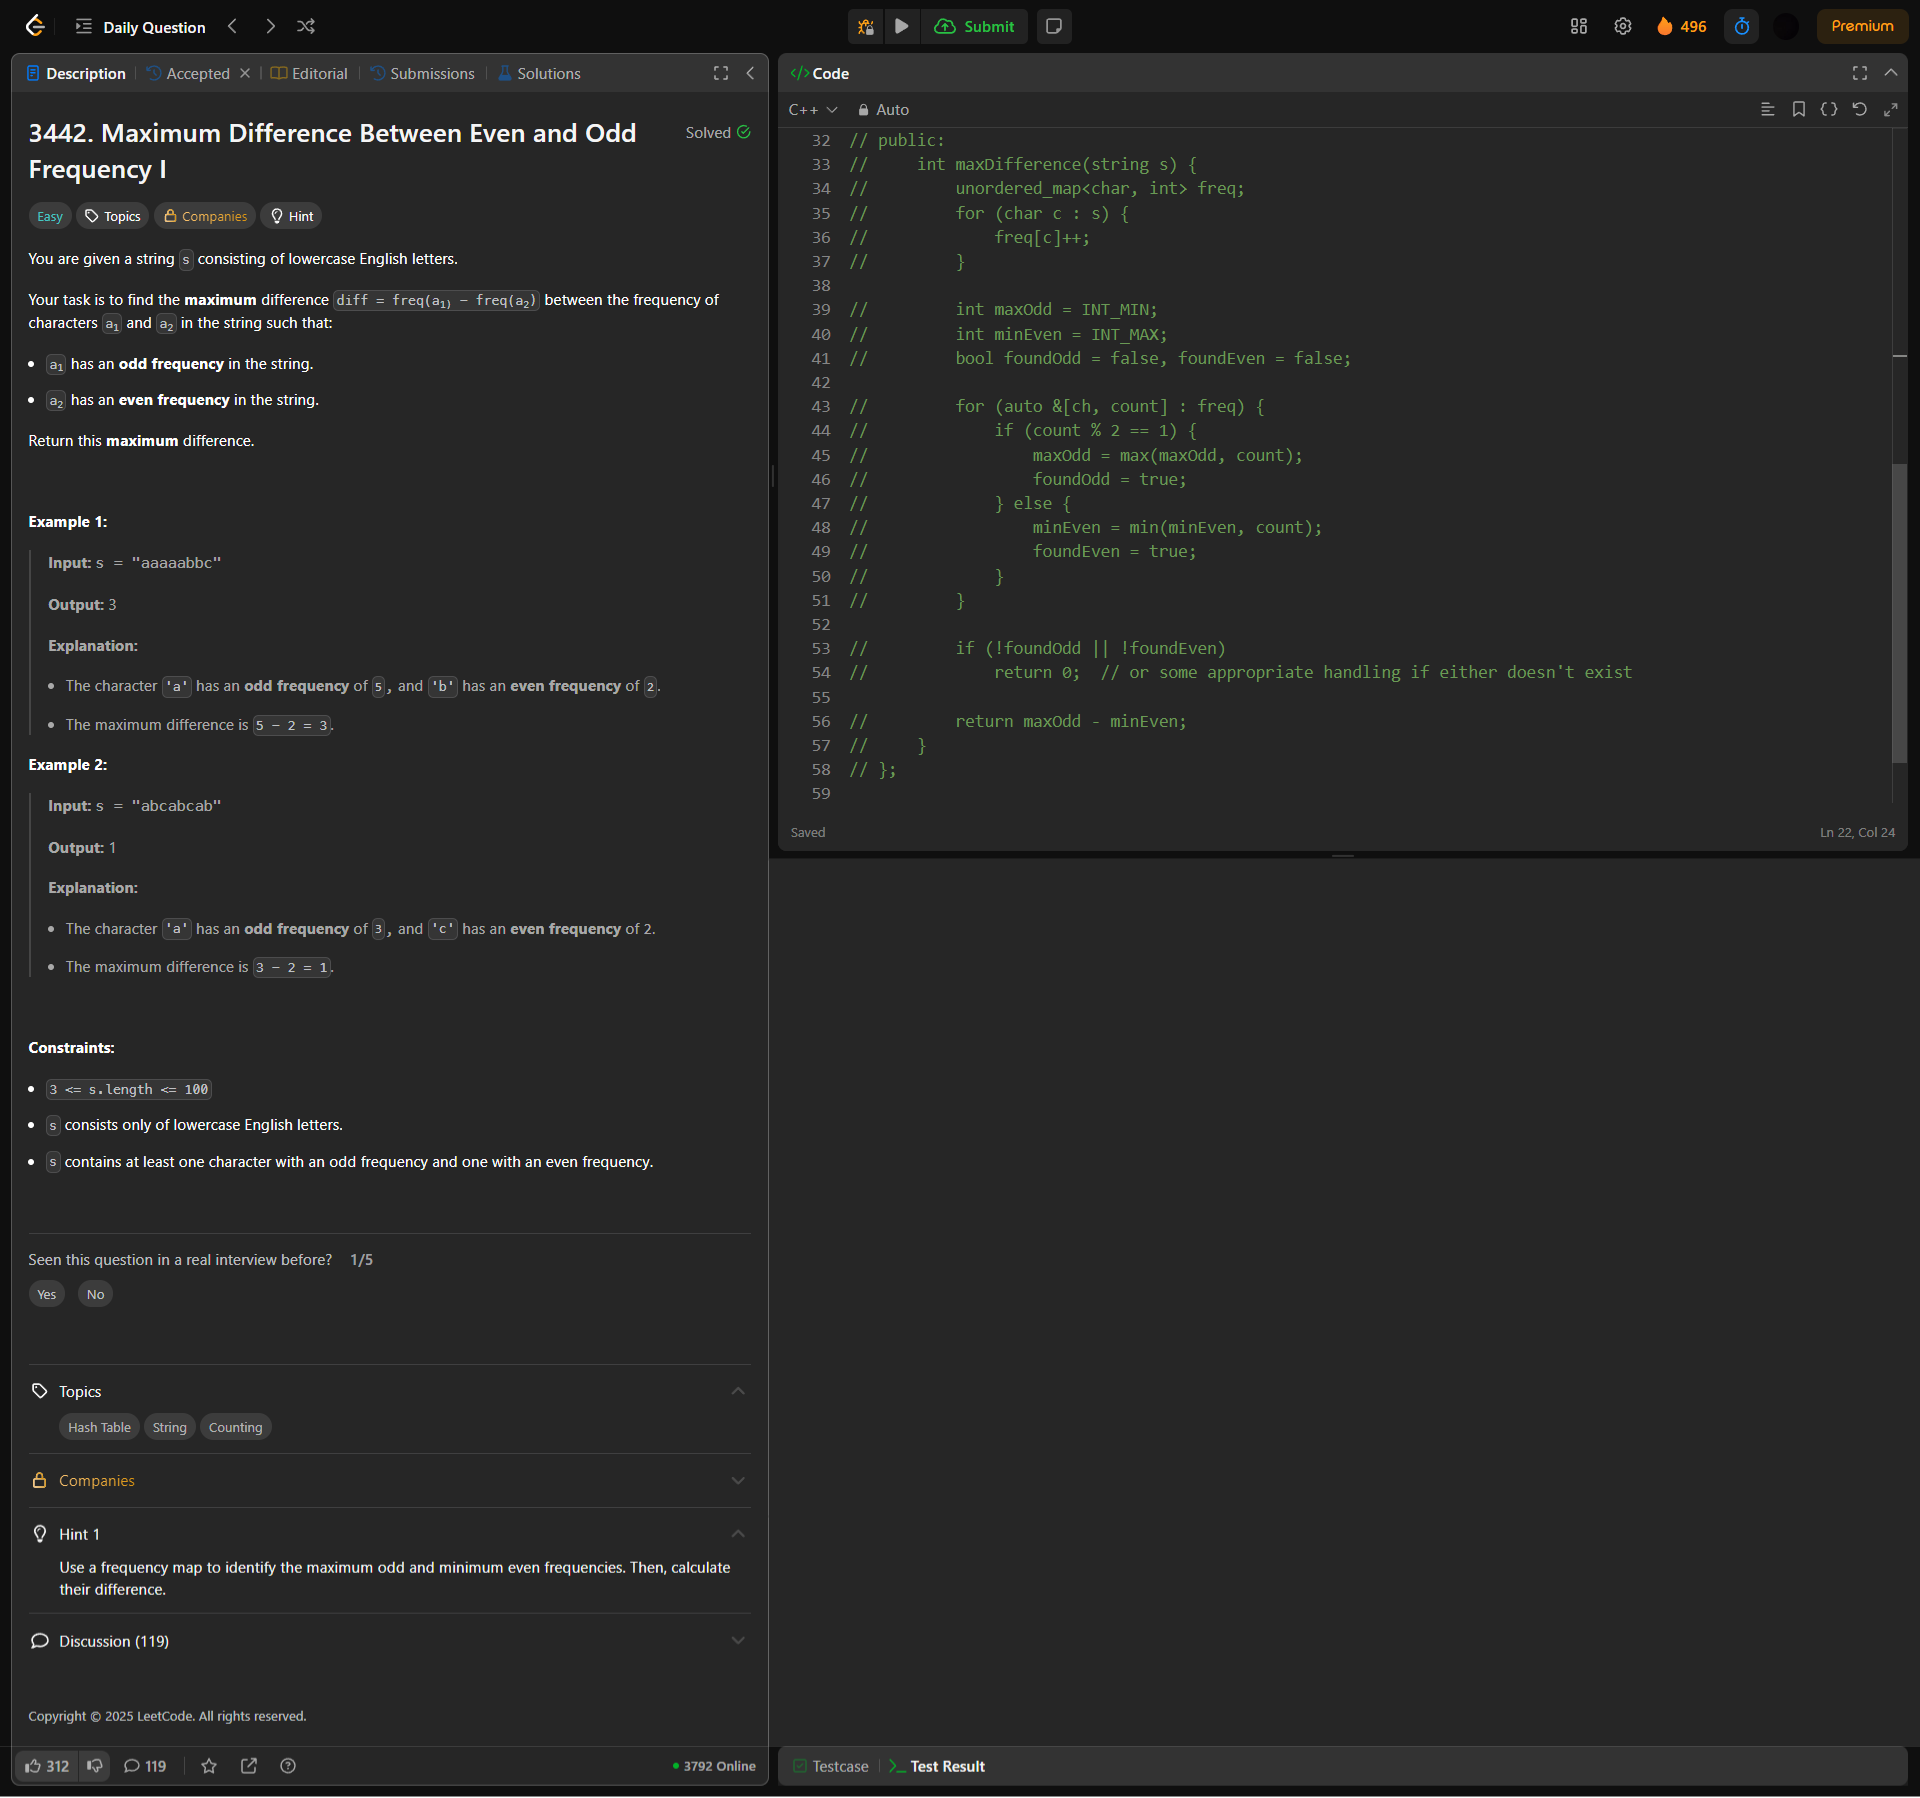 Daily Question
Submit
496
Premium
Description
Accepted
Editorial
Submissions
Solutions
3442. Maximum Difference Between Even and Odd
Frequency I
Solved
Easy
Topics
Companies
Hint
You are given a string s consisting of lowercase English letters.
Your task is to find the maximum difference diff = freq(a1) - freq(a2) between the frequency of
characters a1 and a2 in the string such that:
• a1 has an odd frequency in the string.
• a2 has an even frequency in the string.
Return this maximum difference.
Example 1:
Input: s = "aaaaabbc"
Output: 3
Explanation:
• The character 'a' has an odd frequency of 5, and 'b' has an even frequency of 2.
• The maximum difference is 5 - 2 = 3.
Example 2:
Input: s = "abcabcab"
Output: 1
Explanation:
• The character 'a' has an odd frequency of 3, and 'c' has an even frequency of 2.
• The maximum difference is 3 - 2 = 1.
Constraints:
• 3 <= s.length <= 100
• s consists only of lowercase English letters.
• s contains at least one character with an odd frequency and one with an even frequency.
Seen this question in a real interview before? 1/5
Yes
No
Topics
Hash Table
String
Counting
Companies
Hint 1
Use a frequency map to identify the maximum odd and minimum even frequencies. Then, calculate
their difference.
Discussion (119)
Copyright © 2025 LeetCode. All rights reserved.
312
119
3792 Online
</> Code
C++
Auto
32 // public:
33 //     int maxDifference(string s) {
34 //         unordered_map<char, int> freq;
35 //         for (char c : s) {
36 //             freq[c]++;
37 //         }
38
39 //         int maxOdd = INT_MIN;
40 //         int minEven = INT_MAX;
41 //         bool foundOdd = false, foundEven = false;
42
43 //         for (auto &[ch, count] : freq) {
44 //             if (count % 2 == 1) {
45 //                 maxOdd = max(maxOdd, count);
46 //                 foundOdd = true;
47 //             } else {
48 //                 minEven = min(minEven, count);
49 //                 foundEven = true;
50 //             }
51 //         }
52
53 //         if (!foundOdd || !foundEven)
54 //             return 0;  // or some appropriate handling if either doesn't exist
55
56 //         return maxOdd - minEven;
57 //     }
58 // };
59
Saved
Ln 22, Col 24
Testcase
Test Result